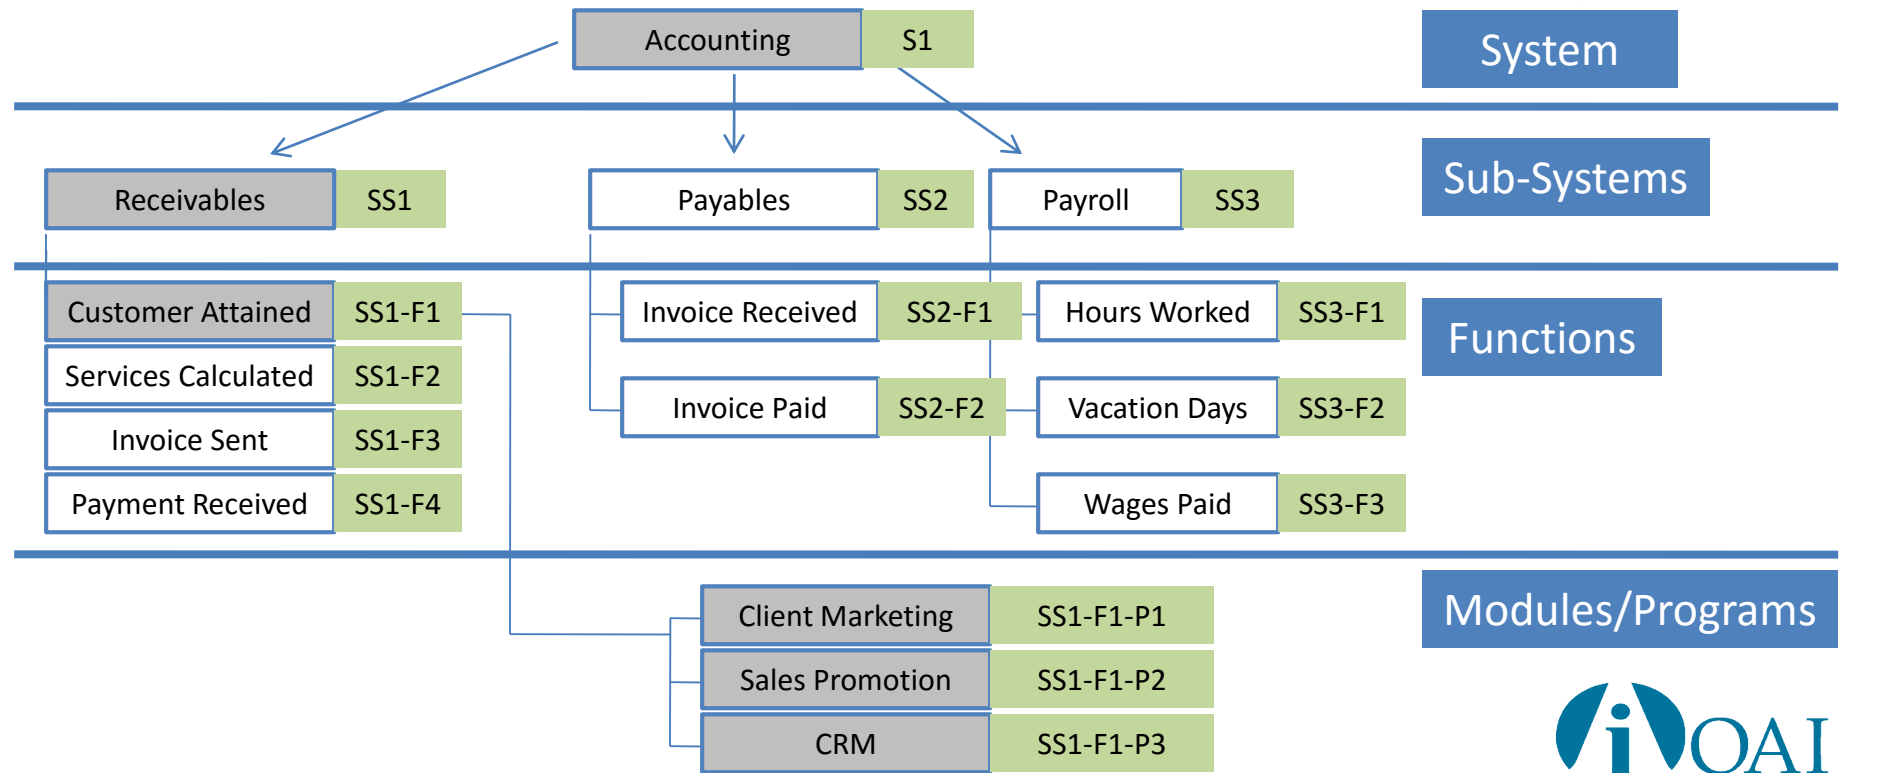 Accounting S1
System
Receivables SS1
Payables SS2
Payroll SS3
Sub-Systems
Customer Attained SS1-F1
Services Calculated SS1-F2
Invoice Sent SS1-F3
Payment Received SS1-F4
Invoice Received SS2-F1
Invoice Paid SS2-F2
Hours Worked SS3-F1
Vacation Days SS3-F2
Wages Paid SS3-F3
Functions
Client Marketing SS1-F1-P1
Sales Promotion SS1-F1-P2
CRM SS1-F1-P3
Modules/Programs
i OAI